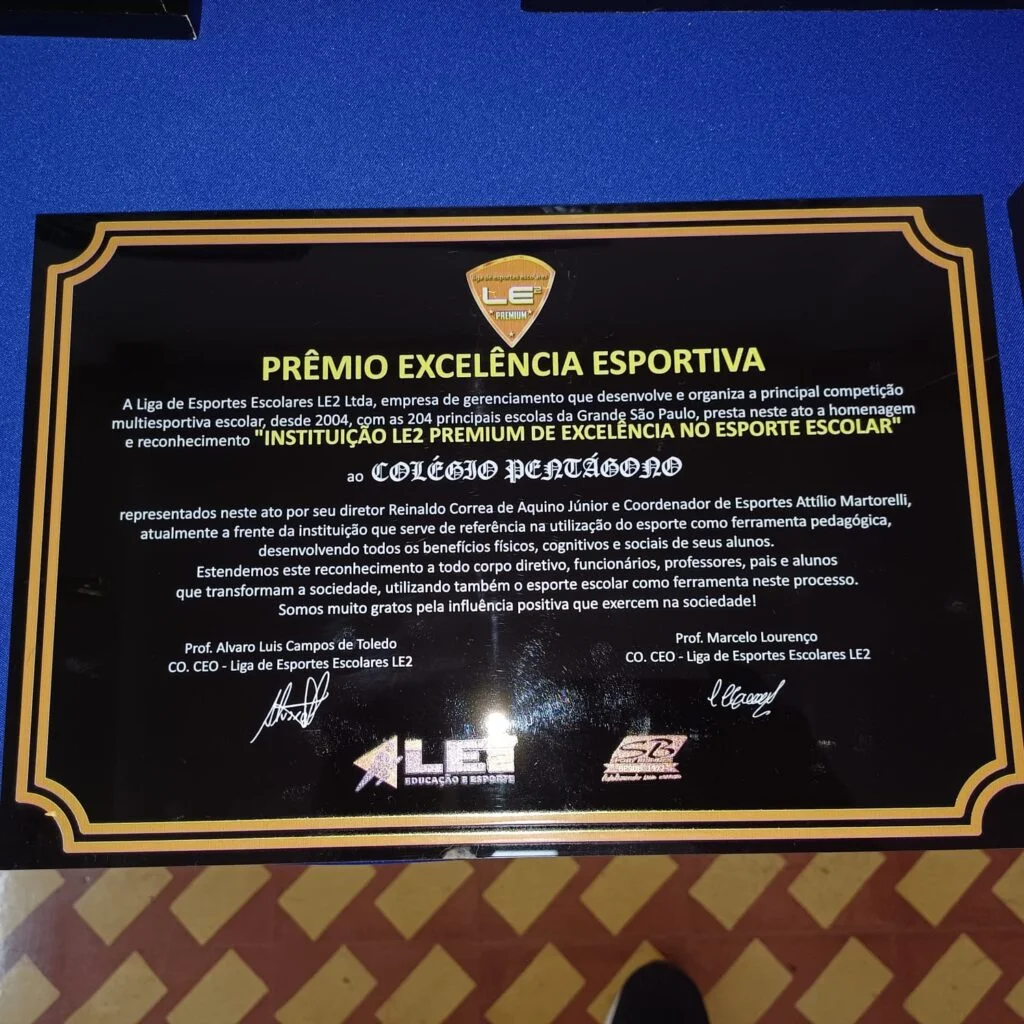 Liga de esportes escolares
LE²
PREMIUM
PRÊMIO EXCELÊNCIA ESPORTIVA
A Liga de Esportes Escolares LE2 Ltda, empresa de gerenciamento que desenvolve e organiza a principal competição
multiesportiva escolar, desde 2004, com as 204 principais escolas da Grande São Paulo, presta neste ato a homenagem
e reconhecimento "INSTITUIÇÃO LE2 PREMIUM DE EXCELÊNCIA NO ESPORTE ESCOLAR"
ao COLÉGIO PENTÁGONO
representados neste ato por seu diretor Reinaldo Correa de Aquino Júnior e Coordenador de Esportes Attílio Martorelli,
atualmente a frente da instituição que serve de referência na utilização do esporte como ferramenta pedagógica,
desenvolvendo todos os benefícios físicos, cognitivos e sociais de seus alunos.
Estendemos este reconhecimento a todo corpo diretivo, funcionários, professores, pais e alunos
que transformam a sociedade, utilizando também o esporte escolar como ferramenta neste processo.
Somos muito gratos pela influência positiva que exercem na sociedade!
Prof. Alvaro Luis Campos de Toledo
CO. CEO - Liga de Esportes Escolares LE2
Prof. Marcelo Lourenço
CO. CEO - Liga de Esportes Escolares LE2
LE
EDUCAÇÃO E ESPORTE
SB